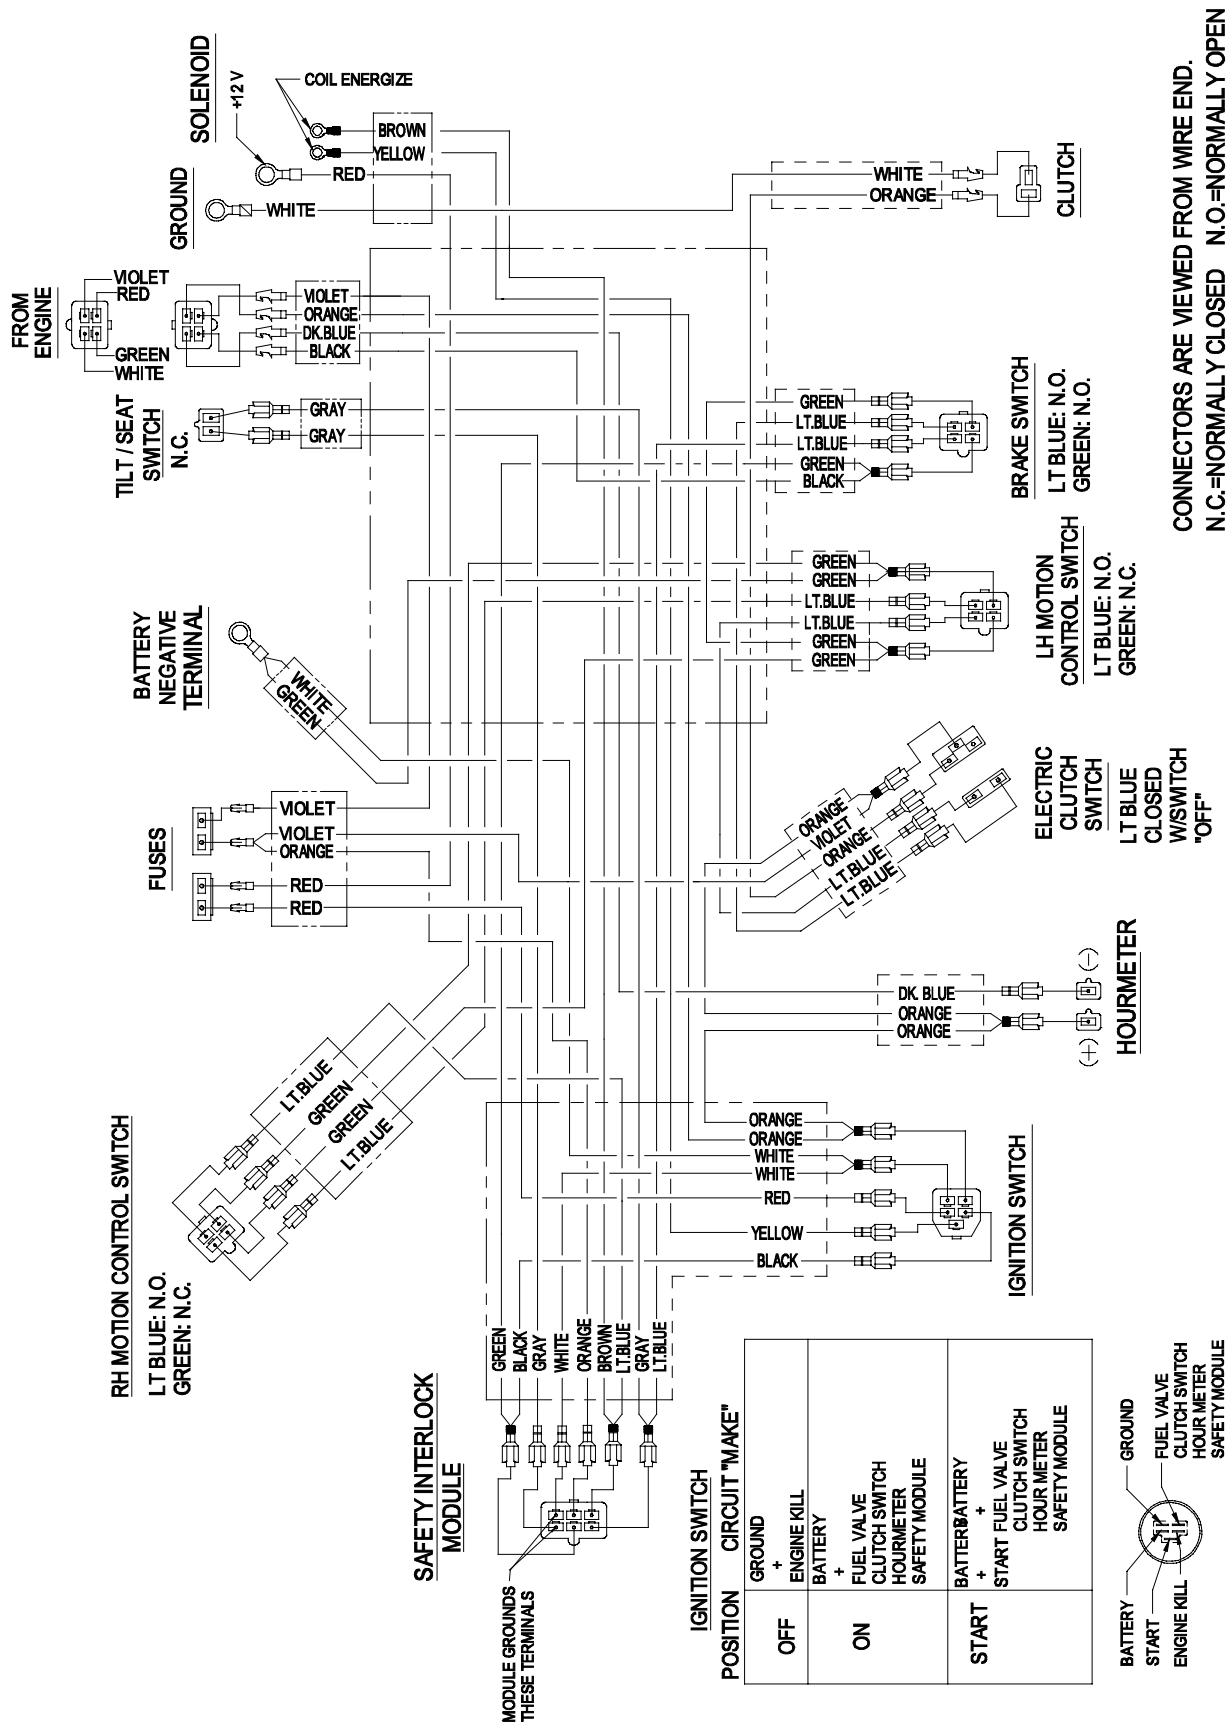 SOLENOID
+12 V
COIL ENERGIZE
BROWN
YELLOW
RED
GROUND
WHITE
FROM
ENGINE
VIOLET
RED
GREEN
WHITE
VIOLET
ORANGE
DK.BLUE
BLACK
TILT / SEAT
SWITCH
N.C.
GRAY
GRAY
BATTERY
NEGATIVE
TERMINAL
WHITE
GREEN
FUSES
VIOLET
VIOLET
ORANGE
RED
RED
RH MOTION CONTROL SWITCH
LT BLUE: N.O.
GREEN: N.C.
LT.BLUE
GREEN
GREEN
LT.BLUE
WHITE
ORANGE
CLUTCH
GREEN
LT.BLUE
LT.BLUE
GREEN
BLACK
BRAKE SWITCH
LT BLUE: N.O.
GREEN: N.O.
GREEN
GREEN
LT.BLUE
LT.BLUE
GREEN
GREEN
LH MOTION
CONTROL SWITCH
LT BLUE: N.O.
GREEN: N.C.
ORANGE
VIOLET
ORANGE
LT.BLUE
LT.BLUE
ELECTRIC
CLUTCH
SWITCH
LT BLUE
CLOSED
W/SWITCH
"OFF"
DK. BLUE
ORANGE
ORANGE
(-)
(+)
HOURMETER
ORANGE
ORANGE
WHITE
WHITE
RED
YELLOW
BLACK
IGNITION SWITCH
GREEN
BLACK
GRAY
WHITE
ORANGE
BROWN
LT.BLUE
GRAY
LT.BLUE
SAFETY INTERLOCK
MODULE
MODULE GROUNDS
THESE TERMINALS
IGNITION SWITCH
POSITION CIRCUIT "MAKE"
OFF
GROUND
+
ENGINE KILL
ON
BATTERY
+
FUEL VALVE
CLUTCH SWITCH
HOURMETER
SAFETY MODULE
START
BATTERY BATTERY
+ +
START FUEL VALVE
CLUTCH SWITCH
HOUR METER
SAFETY MODULE
BATTERY
START
ENGINE KILL
GROUND
FUEL VALVE
CLUTCH SWITCH
HOUR METER
SAFETY MODULE
CONNECTORS ARE VIEWED FROM WIRE END.
N.C.=NORMALLY CLOSED N.O.=NORMALLY OPEN